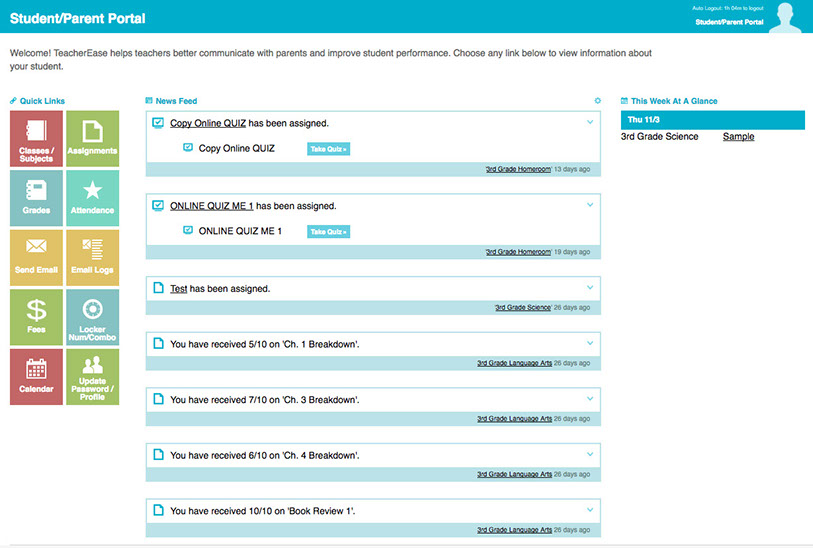 Student/Parent Portal
Auto Logout: 1h 04m to logout
Student/Parent Portal
Welcome! TeacherEase helps teachers better communicate with parents and improve student performance. Choose any link below to view information about
your student.
Quick Links
Classes /
Subjects
Assignments
Grades
Attendance
Send Email
Email Logs
Fees
Locker
Num/Combo
Calendar
Update
Password /
Profile
News Feed
Copy Online QUIZ has been assigned.
Copy Online QUIZ
Take Quiz »
'3rd Grade Homeroom' 13 days ago
ONLINE QUIZ ME 1 has been assigned.
ONLINE QUIZ ME 1
Take Quiz »
'3rd Grade Homeroom' 19 days ago
Test has been assigned.
'3rd Grade Science' 26 days ago
You have received 5/10 on 'Ch. 1 Breakdown'.
3rd Grade Language Arts 26 days ago
You have received 7/10 on 'Ch. 3 Breakdown'.
3rd Grade Language Arts 26 days ago
You have received 6/10 on 'Ch. 4 Breakdown'.
3rd Grade Language Arts 26 days ago
You have received 10/10 on 'Book Review 1'.
3rd Grade Language Arts 26 days ago
This Week At A Glance
Thu 11/3
3rd Grade Science Sample